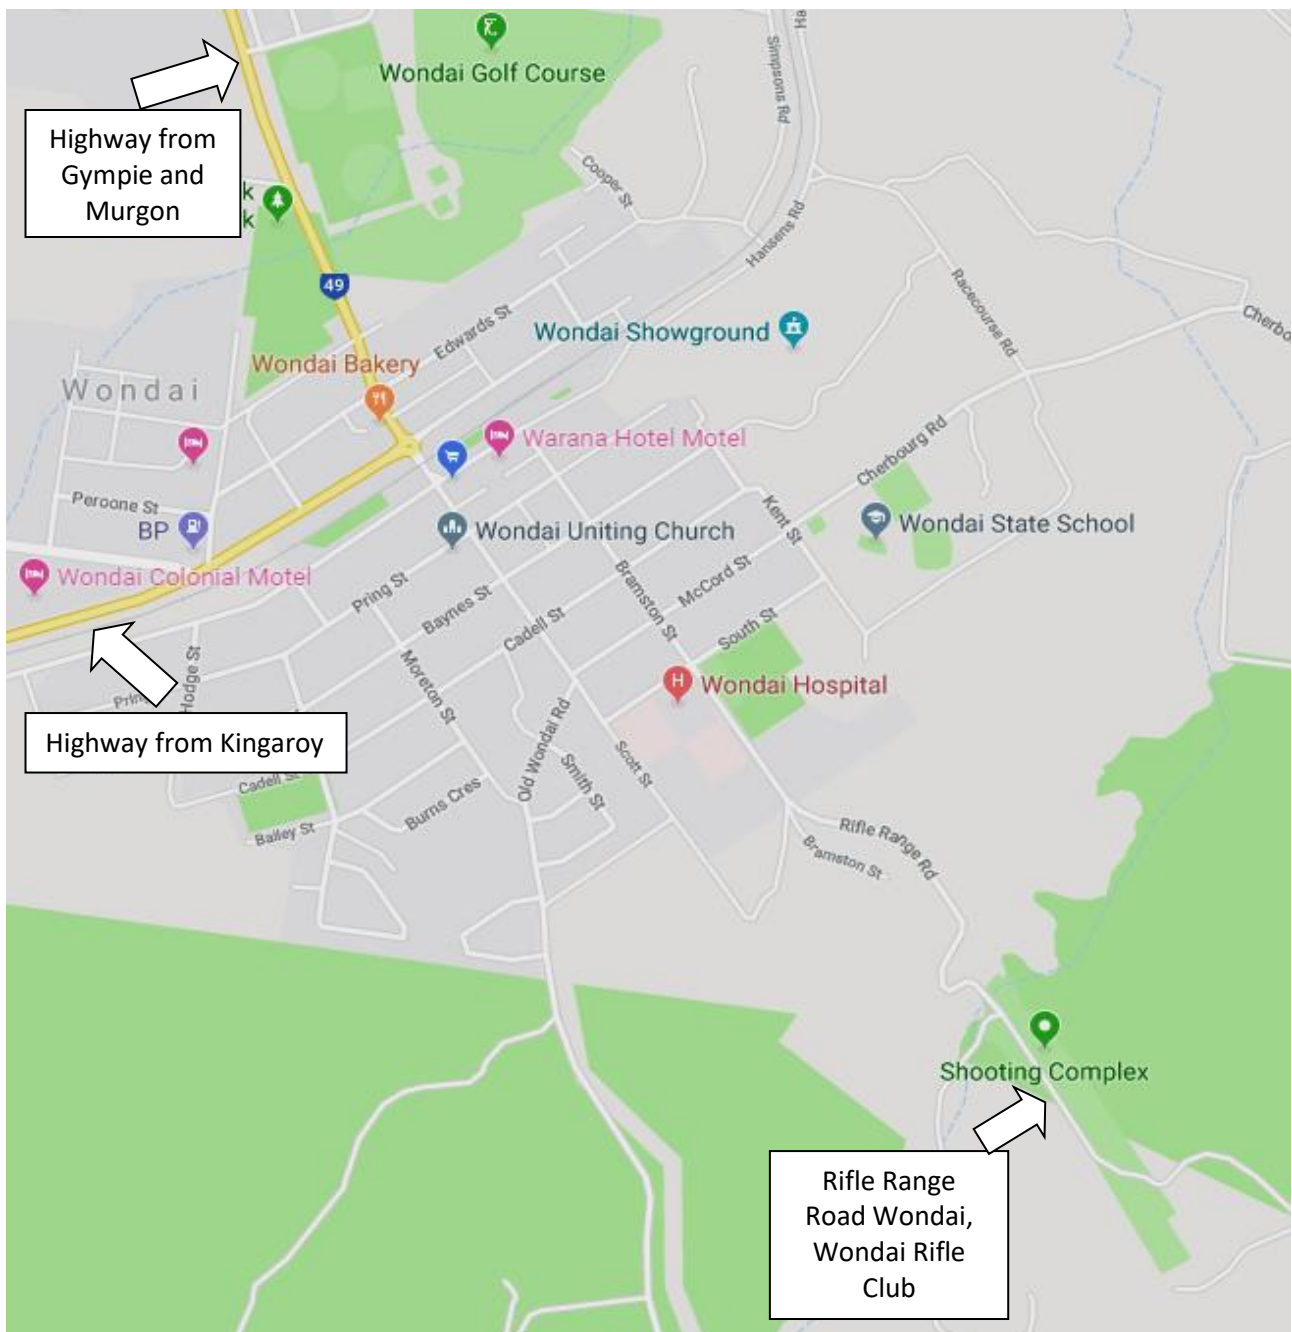 Wondai Golf Course
Simpsons Rd
Ha
Highway from
Gympie and
Murgon
k
k
Cooper St
Hansens Rd
49
Racecourse Rd
Cherbo
Edwards St
Wondai Showground
Wondai Bakery
Wondai
Warana Hotel Motel
Cherbourg Rd
Peroone St
BP
Wondai Uniting Church
Kent St
Wondai State School
Wondai Colonial Motel
Pring St
Baynes St
Bramston St
McCord St
Cadell St
South St
Hodge St
Moreton St
Pring
H
Wondai Hospital
Highway from Kingaroy
Old Wondai Rd
Scott St
Smith St
Cadell St
Burns Cres
Bailey St
Rifle Range Rd
Bramston St
Shooting Complex
Rifle Range
Road Wondai,
Wondai Rifle
Club